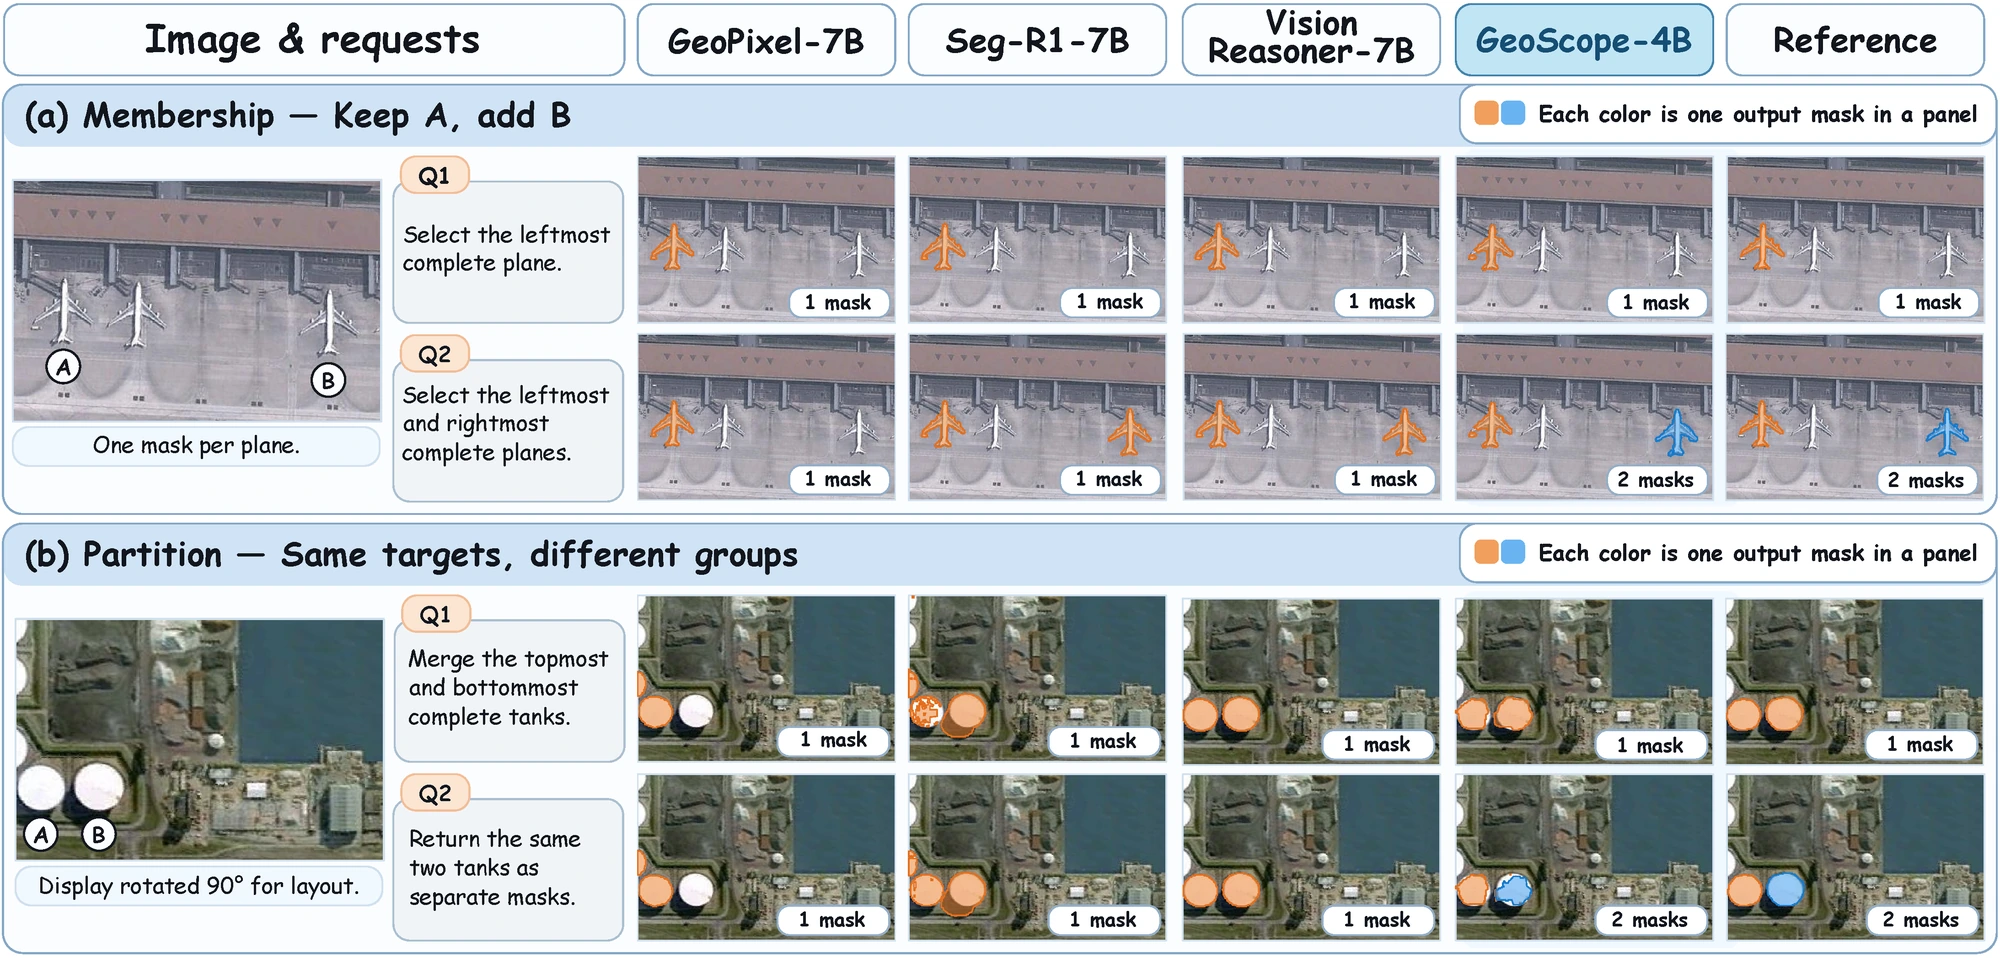 Image & requests
GeoPixel-7B
Seg-R1-7B
Vision
Reasoner-7B
GeoScope-4B
Reference
(a) Membership — Keep A, add B
Each color is one output mask in a panel
A
B
One mask per plane.
Q1
Select the leftmost
complete plane.
1 mask
1 mask
1 mask
1 mask
1 mask
Q2
Select the leftmost
and rightmost
complete planes.
1 mask
1 mask
1 mask
2 masks
2 masks
(b) Partition — Same targets, different groups
Each color is one output mask in a panel
A
B
Display rotated 90° for layout.
Q1
Merge the topmost
and bottommost
complete tanks.
1 mask
1 mask
1 mask
1 mask
1 mask
Q2
Return the same
two tanks as
separate masks.
1 mask
1 mask
1 mask
2 masks
2 masks